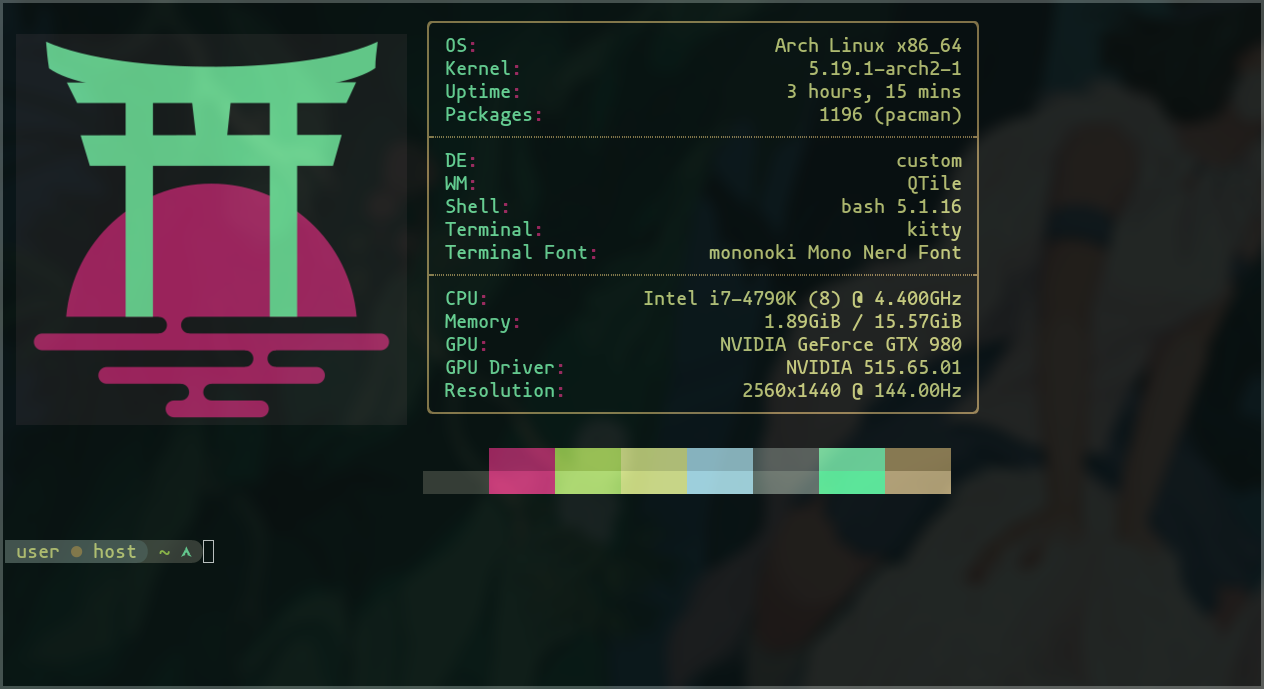 OS: Arch Linux x86_64
Kernel: 5.19.1-arch2-1
Uptime: 3 hours, 15 mins
Packages: 1196 (pacman)
DE: custom
WM: QTile
Shell: bash 5.1.16
Terminal: kitty
Terminal Font: mononoki Mono Nerd Font
CPU: Intel i7-4790K (8) @ 4.400GHz
Memory: 1.89GiB / 15.57GiB
GPU: NVIDIA GeForce GTX 980
GPU Driver: NVIDIA 515.65.01
Resolution: 2560x1440 @ 144.00Hz
user ● host ~